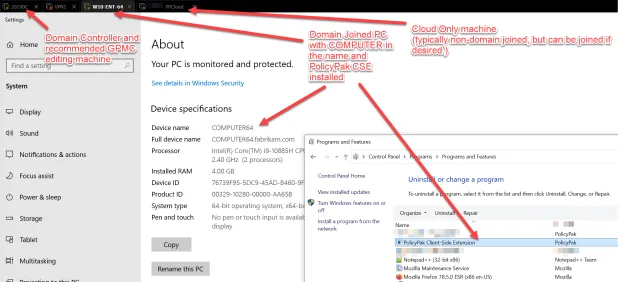 20160C
VPN1
W10-ENT-64
PPCloud
Settings
Home
Find a setting
System
Display
Sound
Notifications & actions
Focus assist
Power & sleep
Storage
Tablet
Multitasking
Projecting to this PC
Domain Controller and
recommended GPMC
editing machine
Domain Joined PC
with COMPUTER in
the name and
PolicyPak CSE
installed
Cloud Only machine
(typically non-domain joined, but can be joined if
desired.)
About
Your PC is monitored and protected.
See details in Windows Security
Device specifications
Device name COMPUTER64
Full device name COMPUTER64.fabrikam.com
Processor Intel(R) Core(TM) i9-10885H CPU
2.40 GHz (2 processors)
Installed RAM 4.00 GB
Device ID 76739F95-5DC9-45AD-B460-9F
Product ID 00329-10280-00000-AA658
System type 64-bit operating system, x64-ba
Pen and touch No pen or touch input is availa
display
Copy
Rename this PC
Programs and Features
Control Panel Programs Programs and Features
Control Panel Home
View installed updates
Turn Windows features on or
off
Install a program from the
network
Uninstall or change a program
To uninstall a program, select it from the list and then click Uninstall, Change, or Repair.
Organize Uninstall Repair
Name
PolicyPak
PolicyPak Client-Side Extension PolicyPak
Notepad++ (32-bit x86) Notepad++ Team
Mozilla Maintenance Service Mozilla
Mozilla Firefox 78.5.0 ESR (x86 en-US) Mozilla